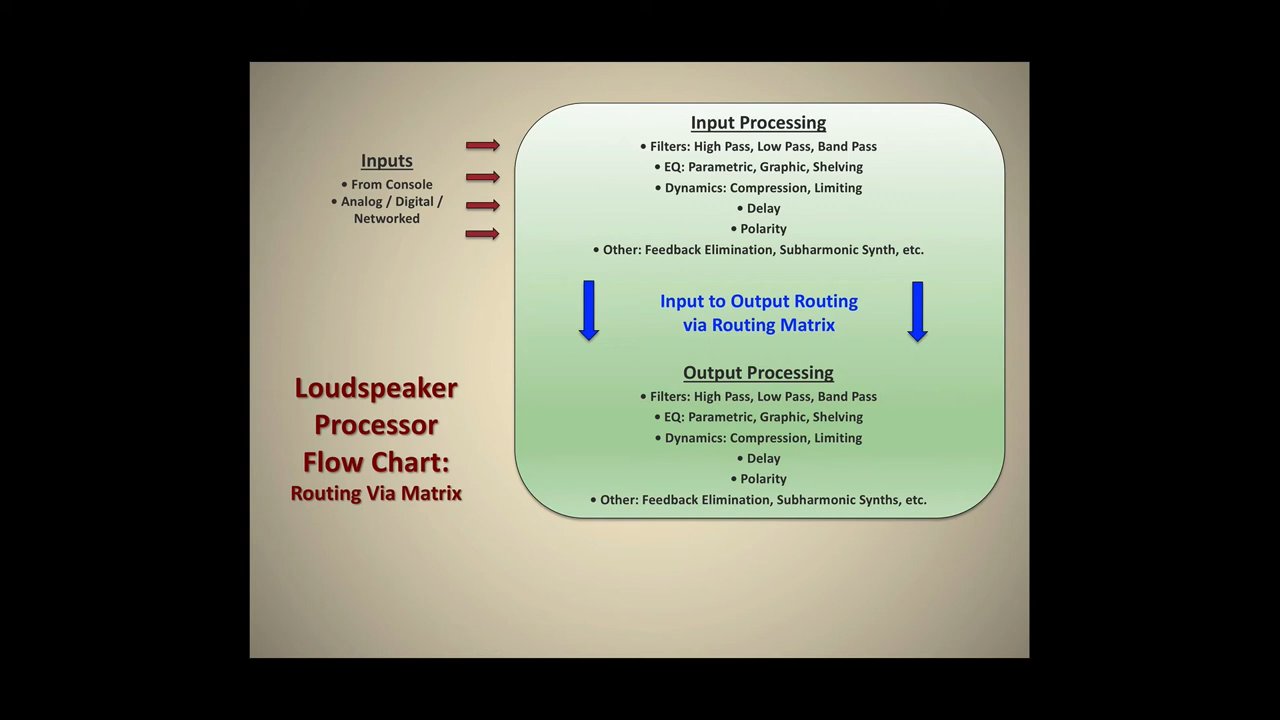 Inputs
• From Console
• Analog / Digital /
Networked
Input Processing
• Filters: High Pass, Low Pass, Band Pass
• EQ: Parametric, Graphic, Shelving
• Dynamics: Compression, Limiting
• Delay
• Polarity
• Other: Feedback Elimination, Subharmonic Synth, etc.
Input to Output Routing
via Routing Matrix
Output Processing
• Filters: High Pass, Low Pass, Band Pass
• EQ: Parametric, Graphic, Shelving
• Dynamics: Compression, Limiting
• Delay
• Polarity
• Other: Feedback Elimination, Subharmonic Synths, etc.
Loudspeaker
Processor
Flow Chart:
Routing Via Matrix